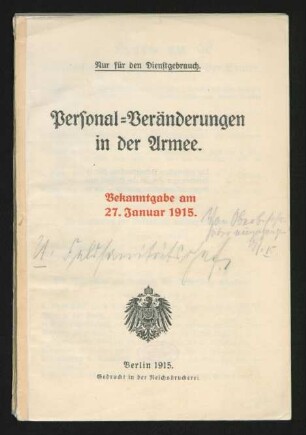 Nur für den Dienstgebrauch.
Personal=Veränderungen
in der Armee.
Bekanntgabe am
27. Januar 1915.
Berlin 1915.
Gedruckt in der Reichsdruckerei